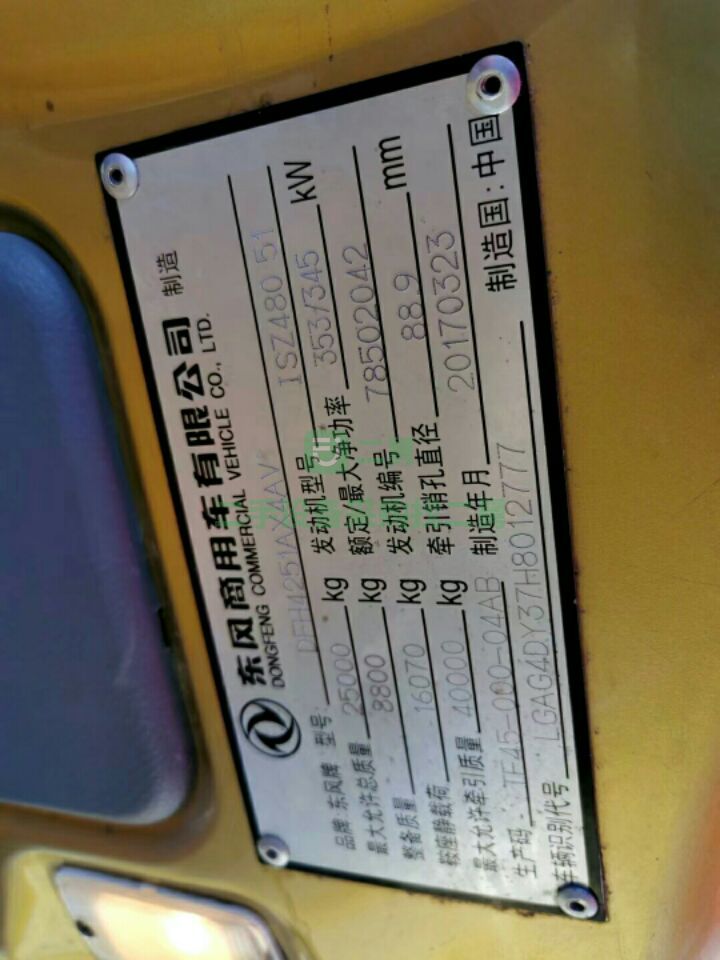 东风商用车有限公司 制造
DONGFENG COMMERCIAL VEHICLE CO., LTD.
品牌:东风牌 型号: DFH4251AX4AV
最大允许总质量 25000 kg 发动机型号 ISZ480 51
整备质量 8800 kg 额定/最大净功率 353/345 kW
鞍座静载荷 16070 kg 发动机编号 78502042
最大允许牵引质量 40000 kg 牵引销孔直径 88.9 mm
生产码 TF45-000-04AB 制造年月 20170323
车辆识别代号 LGAG4DY37H8012777 制造国:中国